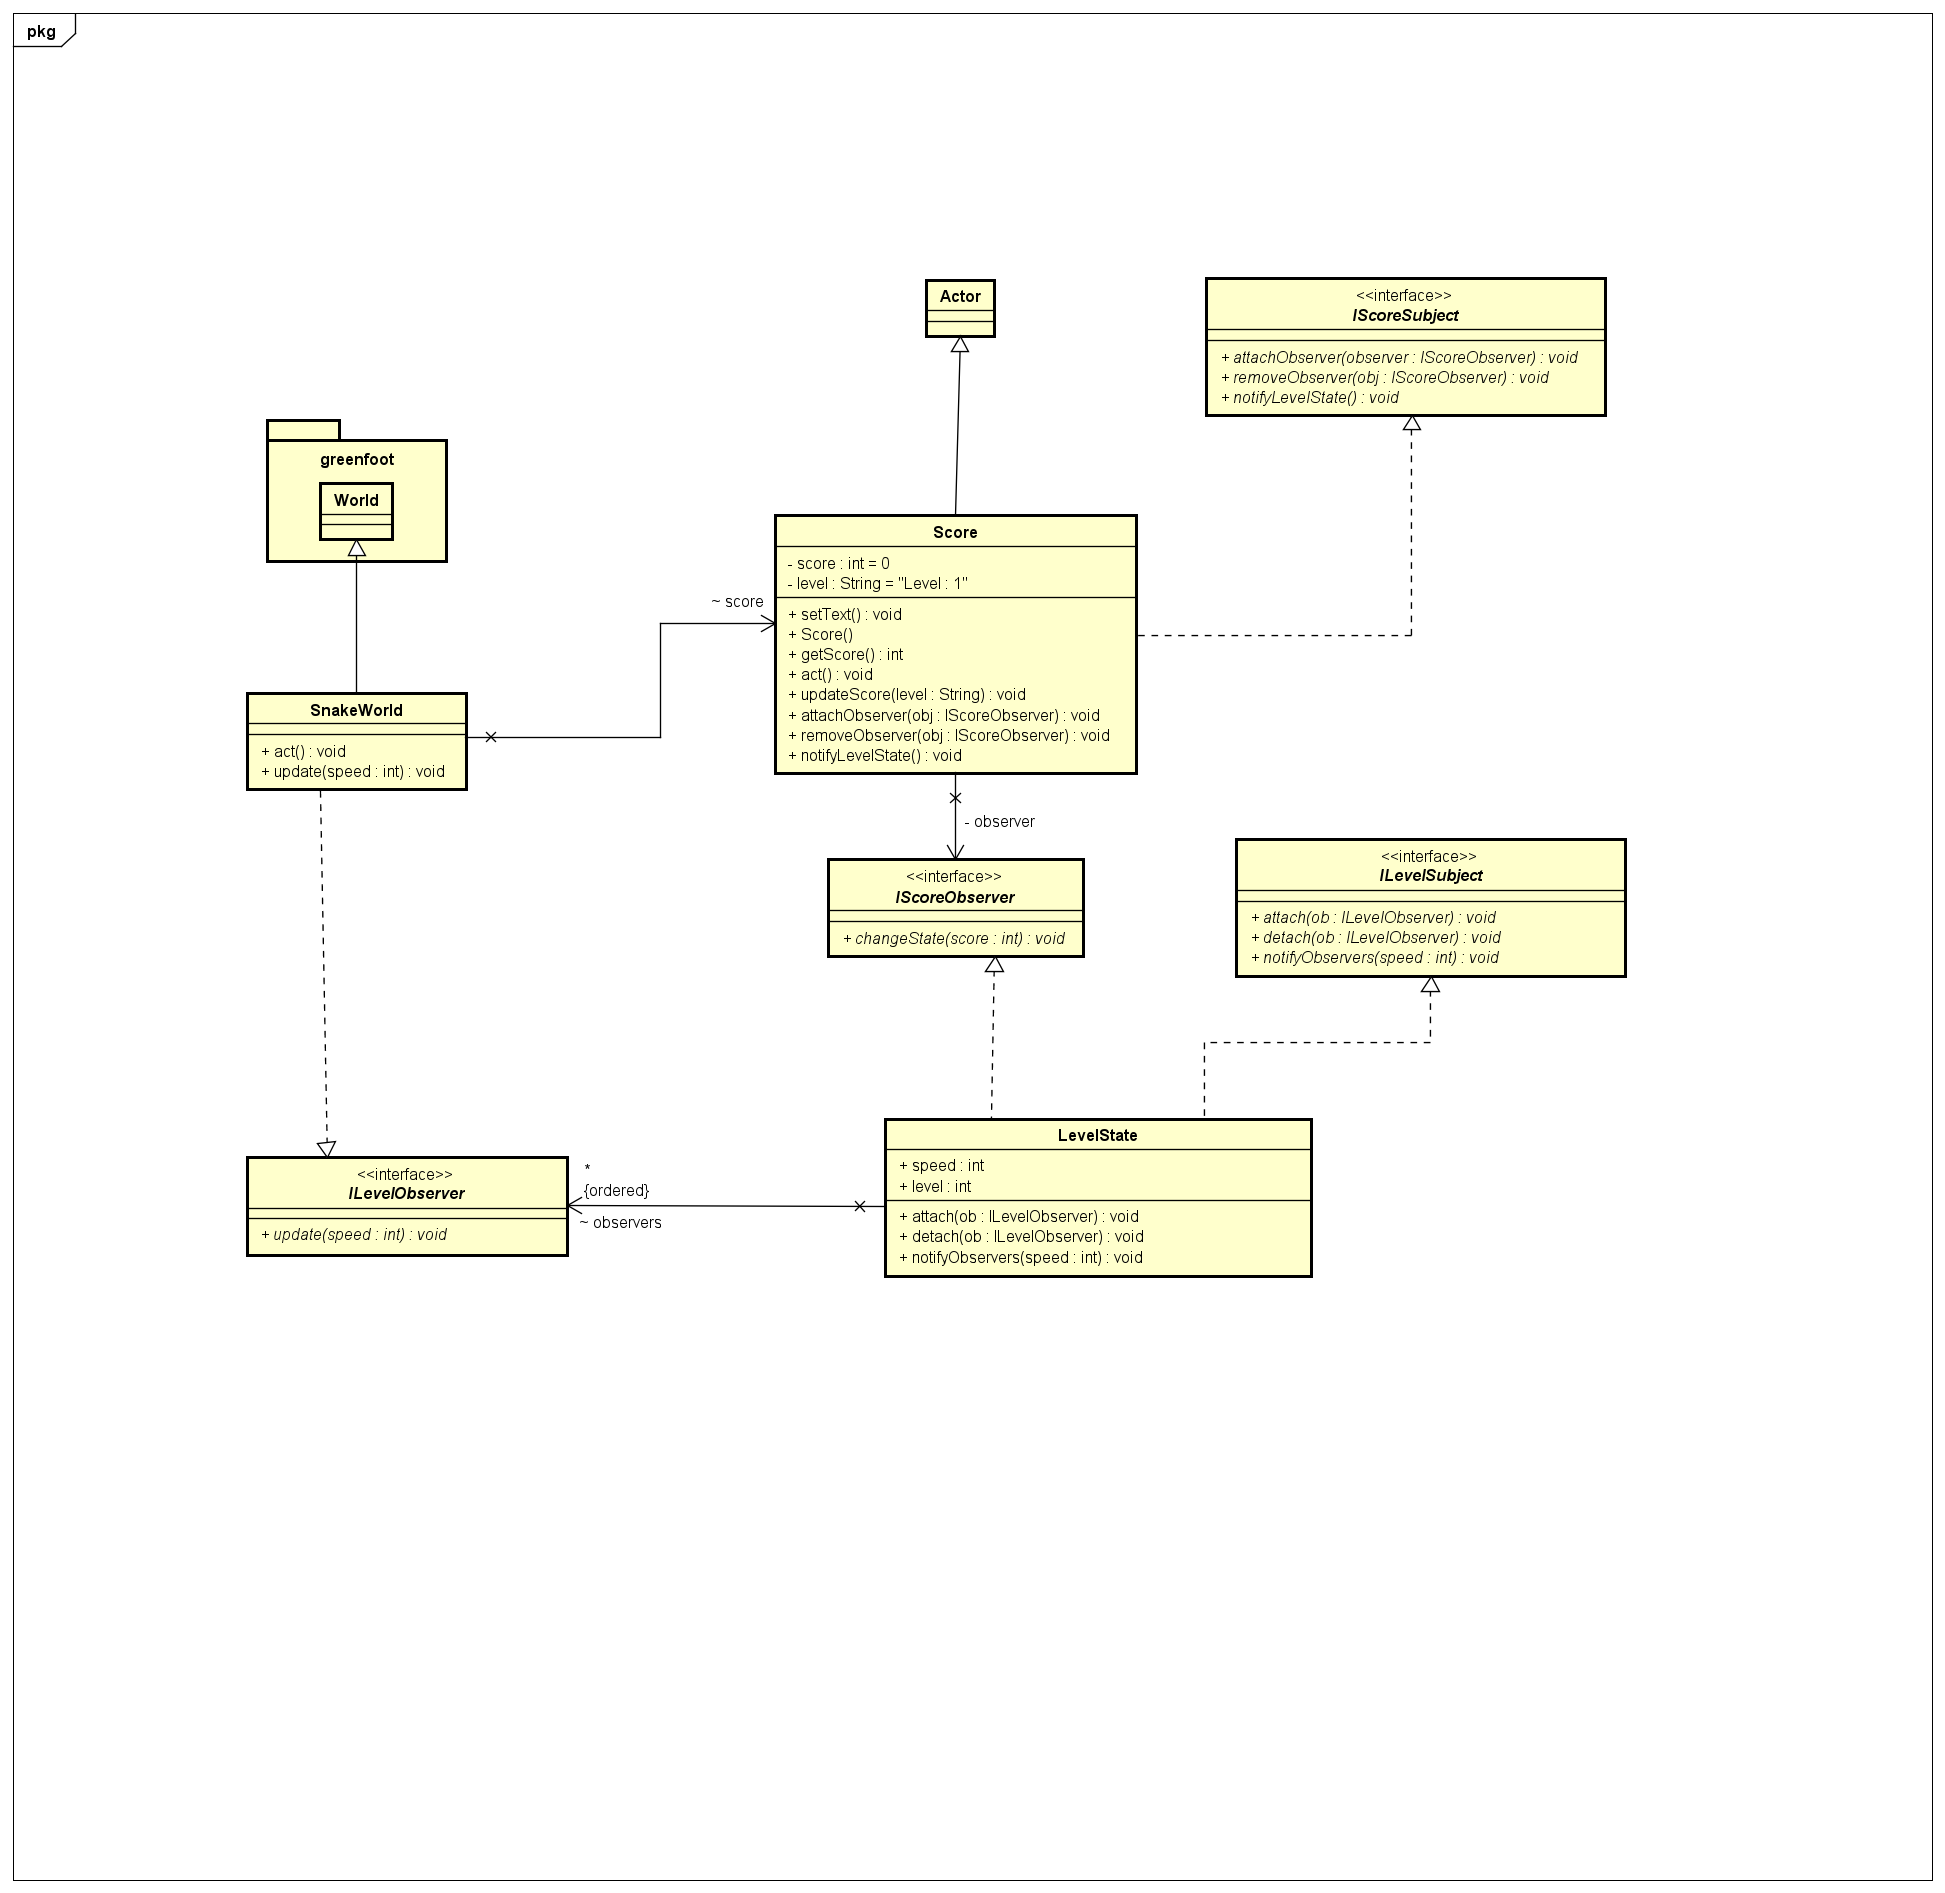 pkg
Actor
<<interface>>
IScoreSubject
+ attachObserver(observer : IScoreObserver) : void
+ removeObserver(obj : IScoreObserver) : void
+ notifyLevelState() : void
greenfoot
World
Score
- score : int = 0
- level : String = "Level : 1"
+ setText() : void
+ Score()
+ getScore() : int
+ act() : void
+ updateScore(level : String) : void
+ attachObserver(obj : IScoreObserver) : void
+ removeObserver(obj : IScoreObserver) : void
+ notifyLevelState() : void
~ score
SnakeWorld
+ act() : void
+ update(speed : int) : void
- observer
<<interface>>
IScoreObserver
+ changeState(score : int) : void
<<interface>>
ILevelSubject
+ attach(ob : ILevelObserver) : void
+ detach(ob : ILevelObserver) : void
+ notifyObservers(speed : int) : void
<<interface>>
ILevelObserver
+ update(speed : int) : void
*
{ordered}
~ observers
LevelState
+ speed : int
+ level : int
+ attach(ob : ILevelObserver) : void
+ detach(ob : ILevelObserver) : void
+ notifyObservers(speed : int) : void